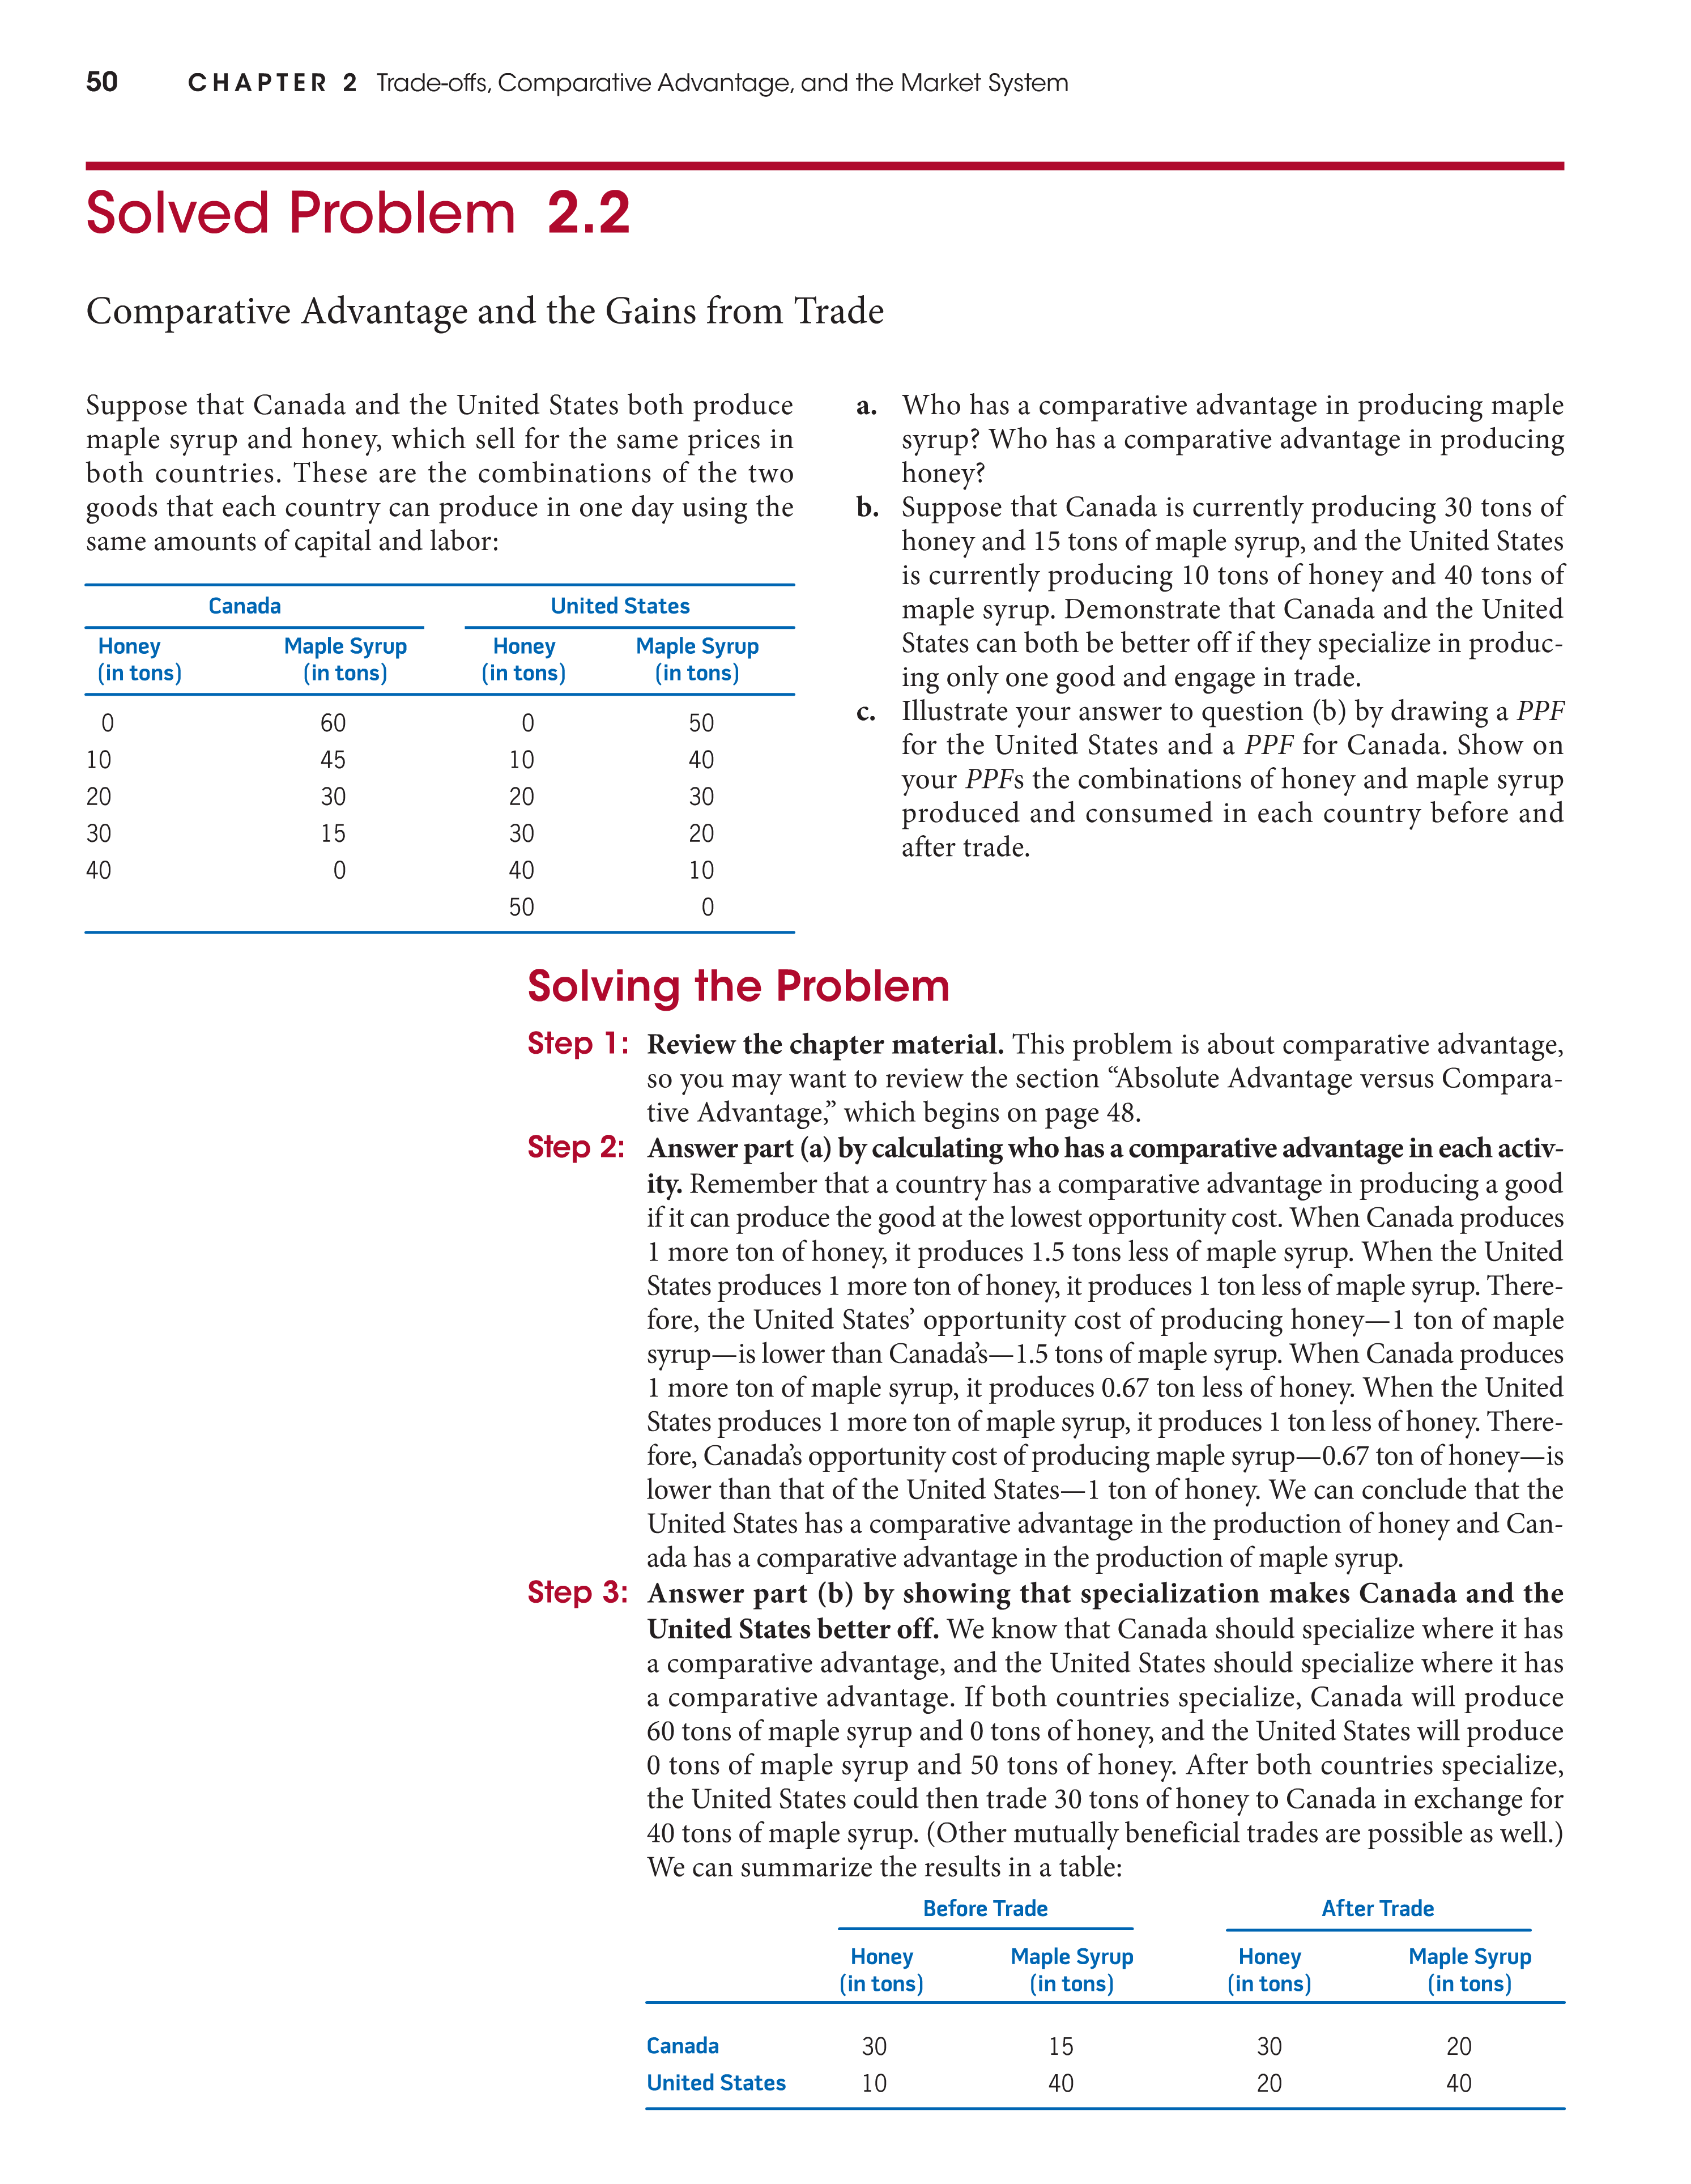 50 CHAPTER 2 Trade-offs, Comparative Advantage, and the Market System
Solved Problem 2.2
Comparative Advantage and the Gains from Trade
Suppose that Canada and the United States both produce
maple syrup and honey, which sell for the same prices in
both countries. These are the combinations of the two
goods that each country can produce in one day using the
same amounts of capital and labor:
Canada United States
Honey Maple Syrup Honey Maple Syrup
(in tons) (in tons) (in tons) (in tons)
0 60 0 50
10 45 10 40
20 30 20 30
30 15 30 20
40 0 40 10
50 0
a. Who has a comparative advantage in producing maple
syrup? Who has a comparative advantage in producing
honey?
b. Suppose that Canada is currently producing 30 tons of
honey and 15 tons of maple syrup, and the United States
is currently producing 10 tons of honey and 40 tons of
maple syrup. Demonstrate that Canada and the United
States can both be better off if they specialize in produc-
ing only one good and engage in trade.
c. Illustrate your answer to question (b) by drawing a PPF
for the United States and a PPF for Canada. Show on
your PPFs the combinations of honey and maple syrup
produced and consumed in each country before and
after trade.
Solving the Problem
Step 1: Review the chapter material. This problem is about comparative advantage,
so you may want to review the section “Absolute Advantage versus Compara-
tive Advantage,” which begins on page 48.
Step 2: Answer part (a) by calculating who has a comparative advantage in each activ-
ity. Remember that a country has a comparative advantage in producing a good
if it can produce the good at the lowest opportunity cost. When Canada produces
1 more ton of honey, it produces 1.5 tons less of maple syrup. When the United
States produces 1 more ton of honey, it produces 1 ton less of maple syrup. There-
fore, the United States’ opportunity cost of producing honey—1 ton of maple
syrup—is lower than Canada’s—1.5 tons of maple syrup. When Canada produces
1 more ton of maple syrup, it produces 0.67 ton less of honey. When the United
States produces 1 more ton of maple syrup, it produces 1 ton less of honey. There-
fore, Canada’s opportunity cost of producing maple syrup—0.67 ton of honey—is
lower than that of the United States—1 ton of honey. We can conclude that the
United States has a comparative advantage in the production of honey and Can-
ada has a comparative advantage in the production of maple syrup.
Step 3: Answer part (b) by showing that specialization makes Canada and the
United States better off. We know that Canada should specialize where it has
a comparative advantage, and the United States should specialize where it has
a comparative advantage. If both countries specialize, Canada will produce
60 tons of maple syrup and 0 tons of honey, and the United States will produce
0 tons of maple syrup and 50 tons of honey. After both countries specialize,
the United States could then trade 30 tons of honey to Canada in exchange for
40 tons of maple syrup. (Other mutually beneficial trades are possible as well.)
We can summarize the results in a table:
Before Trade After Trade
Honey Maple Syrup Honey Maple Syrup
(in tons) (in tons) (in tons) (in tons)
Canada 30 15 30 20
United States 10 40 20 40